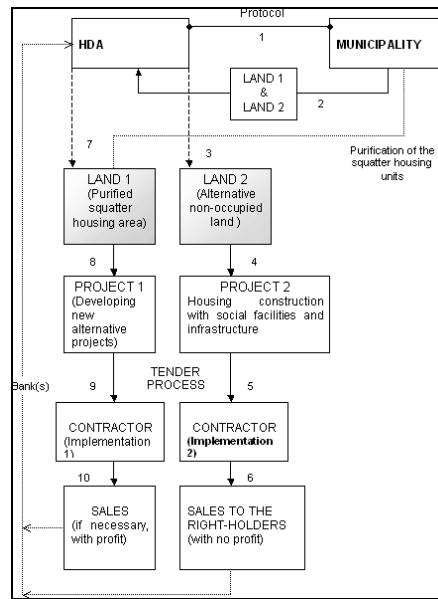 Protocol
1
HDA
MUNICIPALITY
LAND 1
&
LAND 2
2
7
3
Purification of the
squatter housing
units
LAND 1
(Purified
squatter
housing area)
LAND 2
(Alternative
non-occupied
land )
8
4
PROJECT 1
(Developing
new
alternative
projects)
PROJECT 2
Housing construction
with social facilities and
infrastructure
TENDER
PROCESS
Bank(s)
9
5
CONTRACTOR
(Implementation
1)
CONTRACTOR
(Implementation
2)
10
6
SALES
(if necessary,
with profit)
SALES TO THE
RIGHT-HOLDERS
(with no profit)